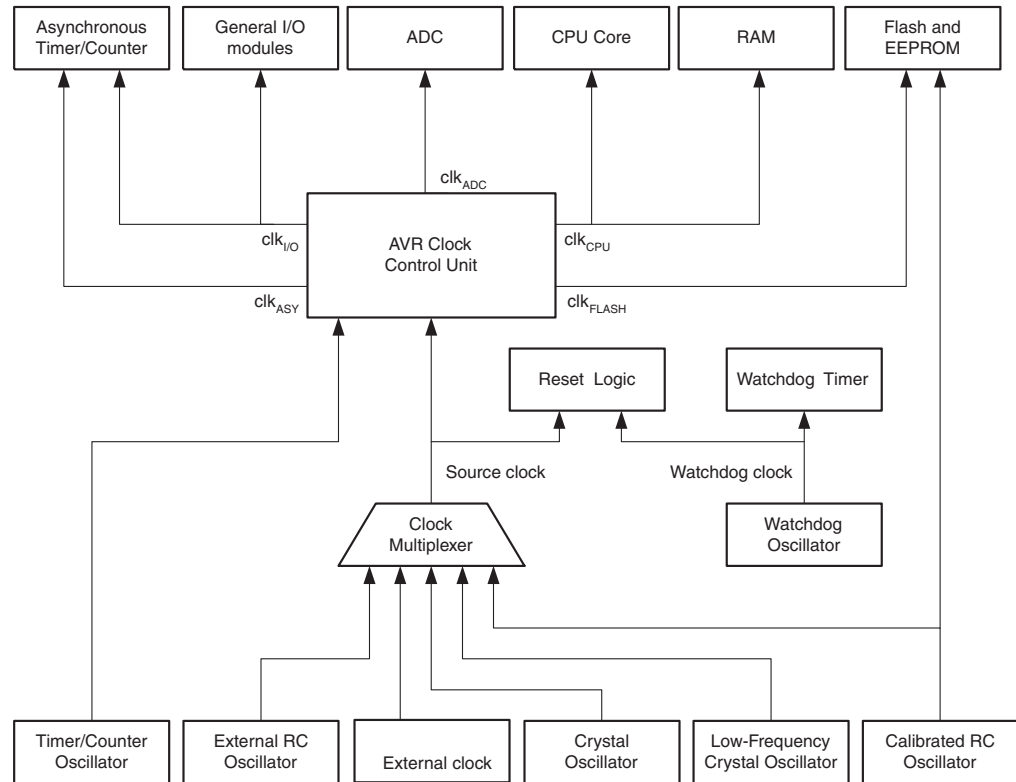 Asynchronous
Timer/Counter
General I/O
modules
ADC
CPU Core
RAM
Flash and
EEPROM
clkADC
clkI/O
AVR Clock
Control Unit
clkCPU
clkASY
clkFLASH
Reset Logic
Watchdog Timer
Source clock
Watchdog clock
Clock
Multiplexer
Watchdog
Oscillator
Timer/Counter
Oscillator
External RC
Oscillator
External clock
Crystal
Oscillator
Low-Frequency
Crystal Oscillator
Calibrated RC
Oscillator